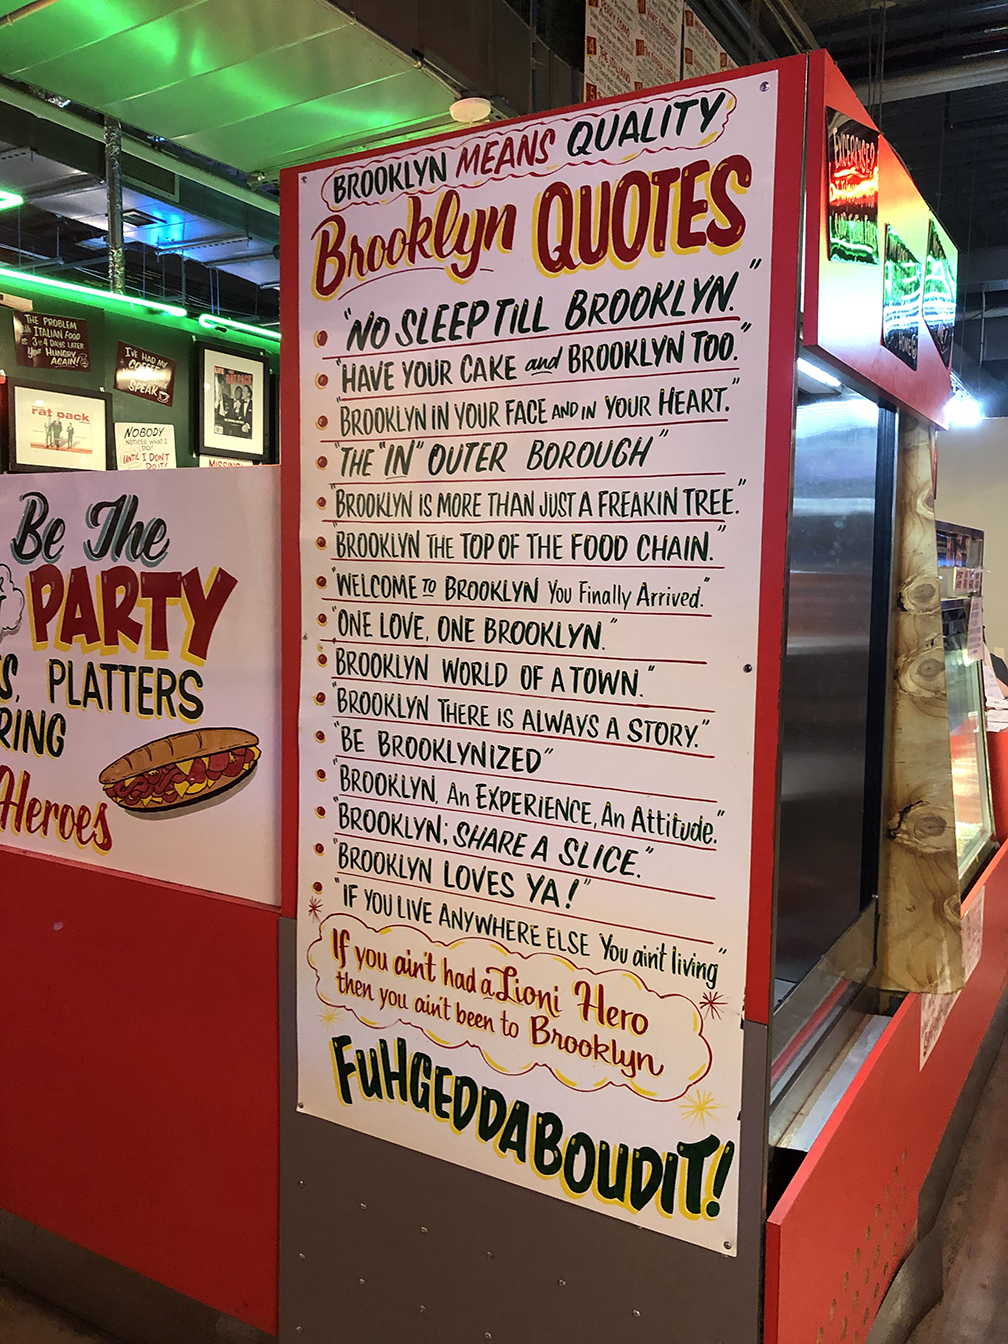 BROOKLYN MEANS QUALITY
Brooklyn QUOTES
"NO SLEEP TILL BROOKLYN."
"HAVE YOUR CAKE and BROOKLYN TOO."
"BROOKLYN IN YOUR FACE AND IN YOUR HEART."
"THE "IN" OUTER BOROUGH"
"BROOKLYN IS MORE THAN JUST A FREAKIN TREE."
"BROOKLYN THE TOP OF THE FOOD CHAIN."
"WELCOME TO BROOKLYN You Finally Arrived."
"ONE LOVE, ONE BROOKLYN."
"BROOKLYN WORLD OF A TOWN."
"BROOKLYN THERE IS ALWAYS A STORY."
"BE BROOKLYNIZED"
"BROOKLYN, An EXPERIENCE, An Attitude."
"BROOKLYN; SHARE A SLICE."
"BROOKLYN LOVES YA!"
"IF YOU LIVE ANYWHERE ELSE You ain't living"
If you ain't had a Lioni Hero
then you ain't been to Brooklyn
FUHGEDDABOUDIT!
THE PROBLEM
ITALIAN FOOD
IS 3 or 4 DAYS LATER
Your HUNGRY
AGAIN!
I'VE HAD MY
COFFEE
SPEAK
the rat pack
NOBODY
NOTICES WHAT I
DO
UNTIL I DON'T
DO IT!
MISSING
Be The
PARTY
S, PLATTERS
RING
Heroes